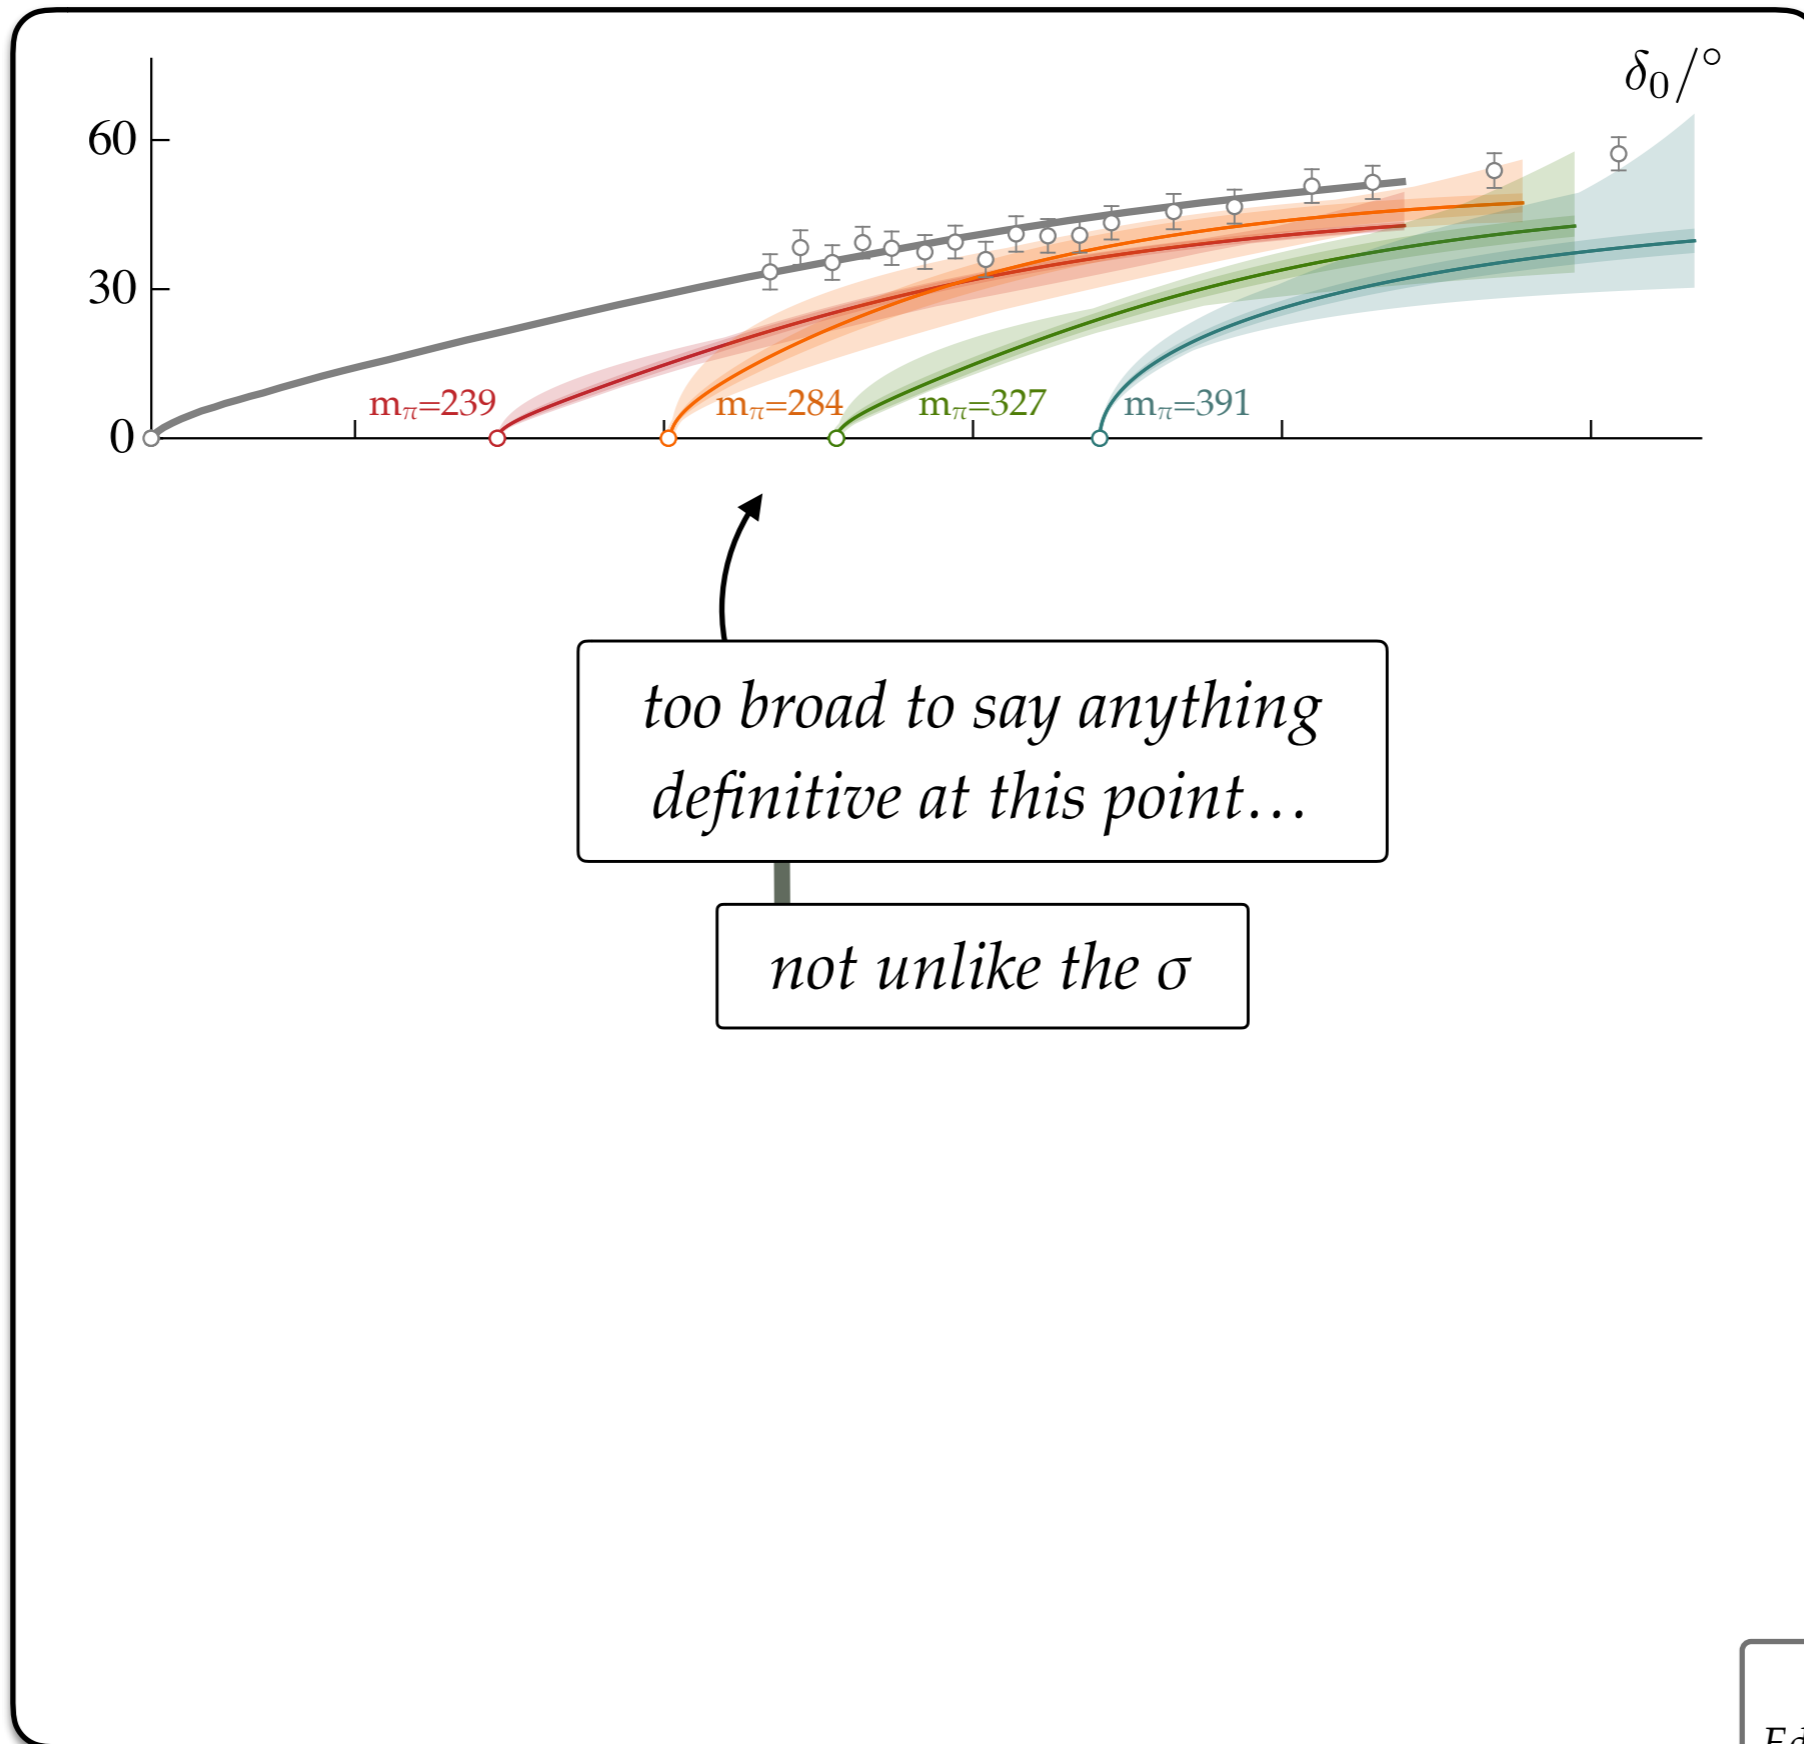 δ₀/°
60
30
0
mπ=239
mπ=284
mπ=327
mπ=391
too broad to say anything
definitive at this point…
not unlike the σ